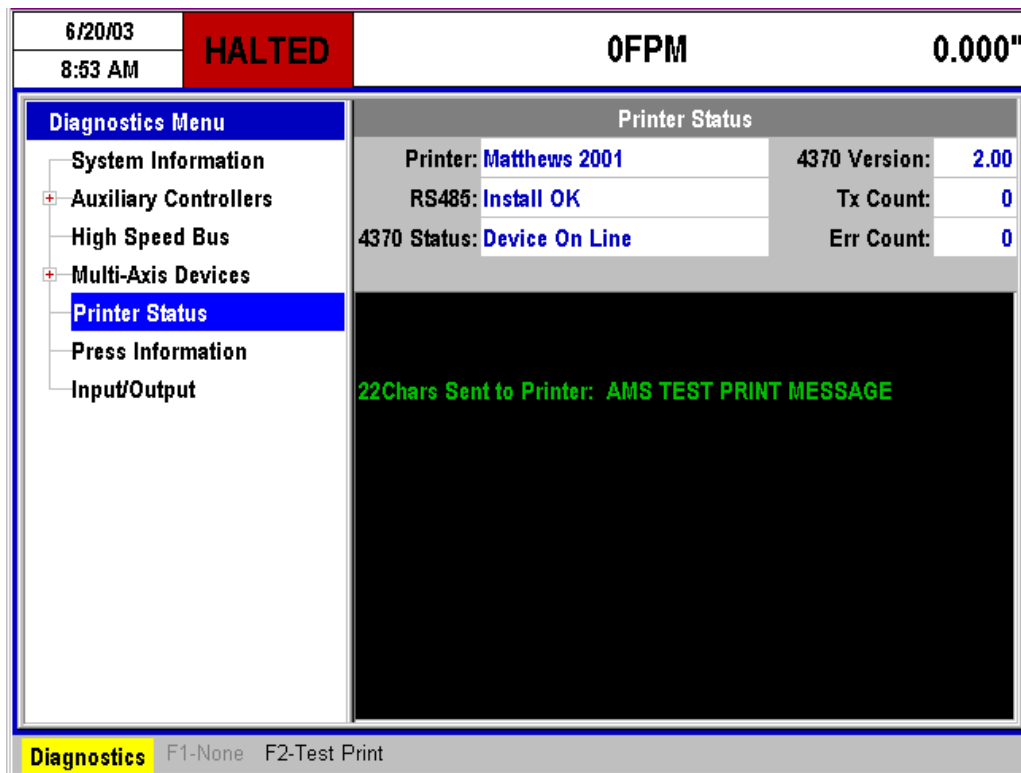 6/20/03
8:53 AM
HALTED
0FPM
0.000"
Diagnostics Menu
System Information
Auxiliary Controllers
High Speed Bus
Multi-Axis Devices
Printer Status
Press Information
Input/Output
Printer Status
Printer: Matthews 2001
4370 Version: 2.00
RS485: Install OK
Tx Count: 0
4370 Status: Device On Line
Err Count: 0
22Chars Sent to Printer: AMS TEST PRINT MESSAGE
Diagnostics F1-None F2-Test Print